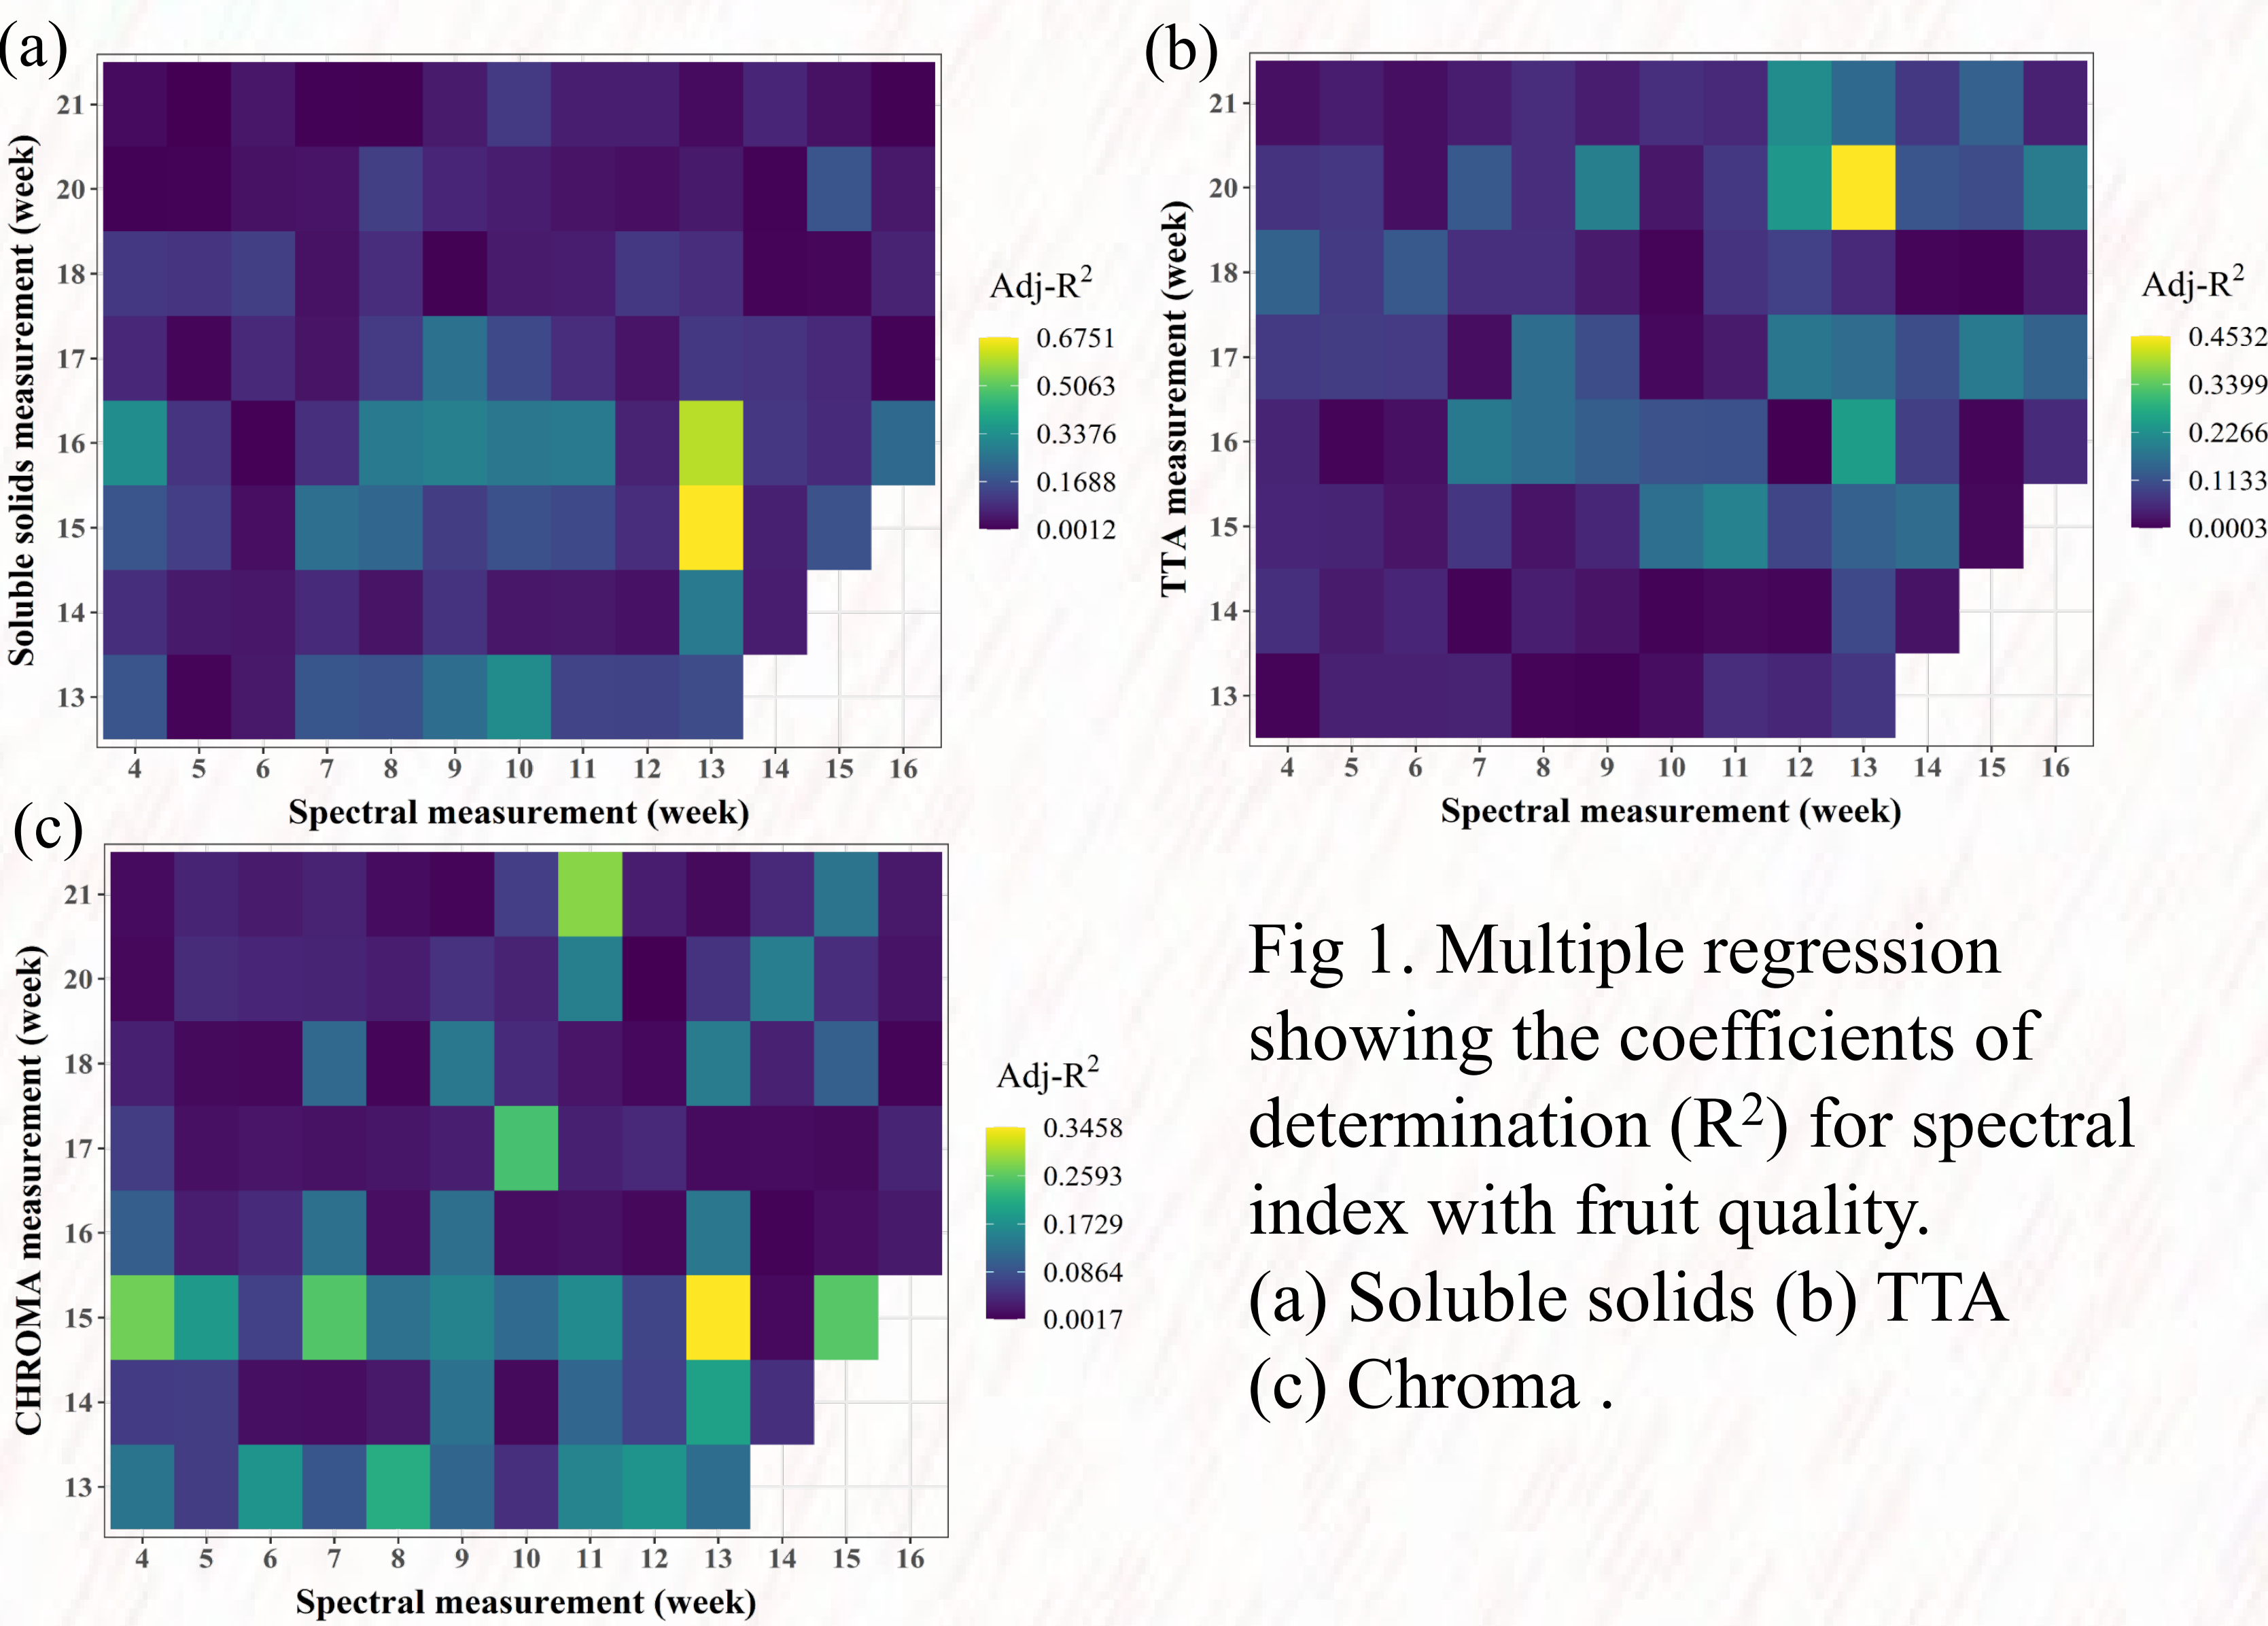 (a)
Soluble solids measurement (week)
21
20
18
17
16
15
14
13
4 5 6 7 8 9 10 11 12 13 14 15 16
Spectral measurement (week)
Adj-R²
0.6751
0.5063
0.3376
0.1688
0.0012
(b)
TTA measurement (week)
21
20
18
17
16
15
14
13
4 5 6 7 8 9 10 11 12 13 14 15 16
Spectral measurement (week)
Adj-R²
0.4532
0.3399
0.2266
0.1133
0.0003
(c)
CHROMA measurement (week)
21
20
18
17
16
15
14
13
4 5 6 7 8 9 10 11 12 13 14 15 16
Spectral measurement (week)
Adj-R²
0.3458
0.2593
0.1729
0.0864
0.0017
Fig 1. Multiple regression
showing the coefficients of
determination (R²) for spectral
index with fruit quality.
(a) Soluble solids (b) TTA
(c) Chroma .